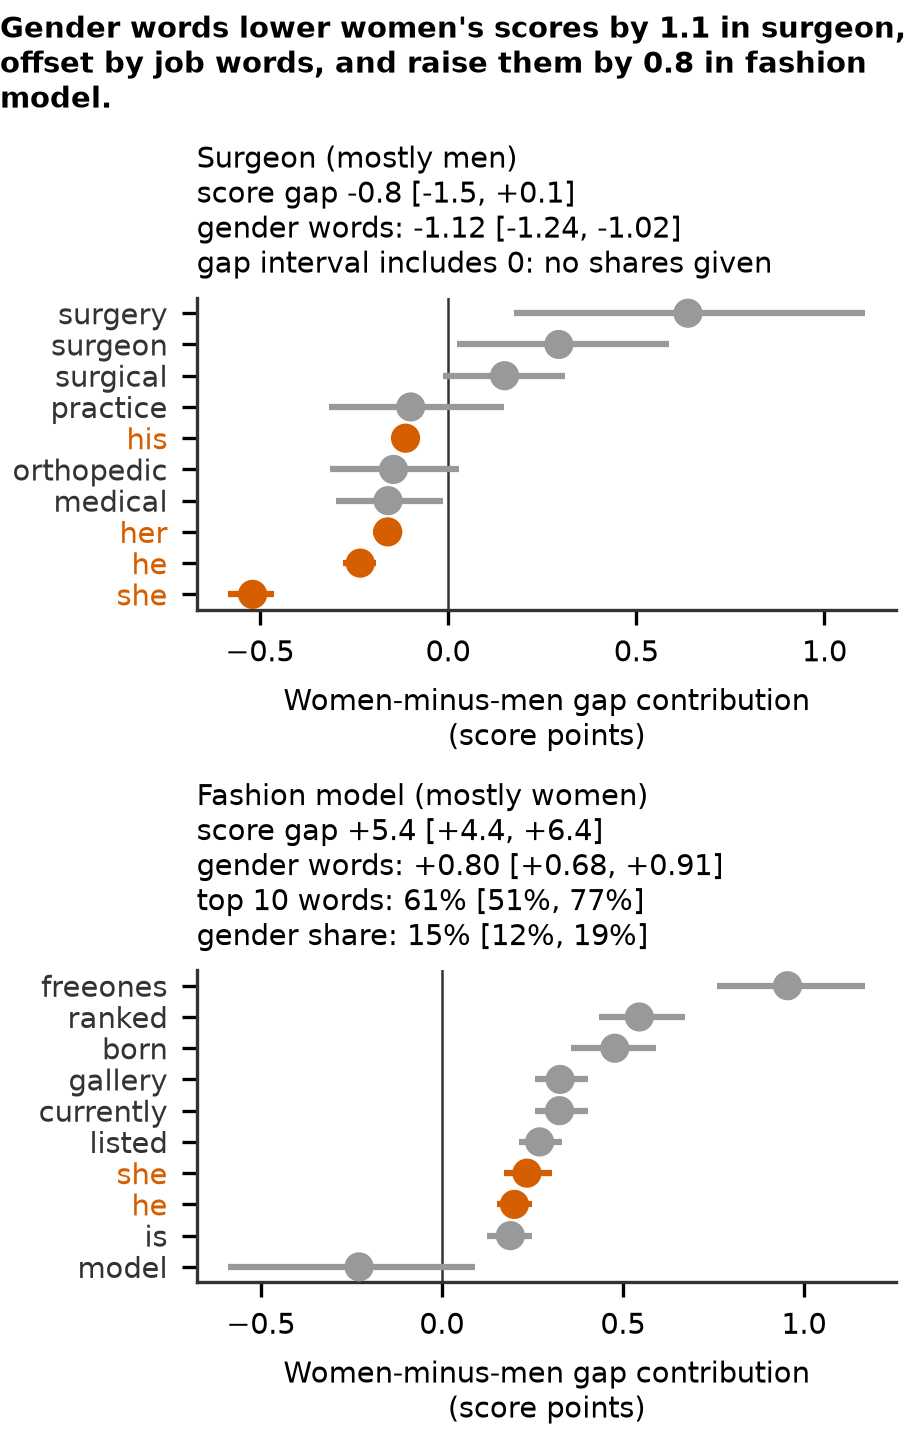 Gender words lower women's scores by 1.1 in surgeon,
offset by job words, and raise them by 0.8 in fashion
model.
Surgeon (mostly men)
score gap -0.8 [-1.5, +0.1]
gender words: -1.12 [-1.24, -1.02]
gap interval includes 0: no shares given
surgery
surgeon
surgical
practice
his
orthopedic
medical
her
he
she
−0.5 0.0 0.5 1.0
Women-minus-men gap contribution
(score points)
Fashion model (mostly women)
score gap +5.4 [+4.4, +6.4]
gender words: +0.80 [+0.68, +0.91]
top 10 words: 61% [51%, 77%]
gender share: 15% [12%, 19%]
freeones
ranked
born
gallery
currently
listed
she
he
is
model
−0.5 0.0 0.5 1.0
Women-minus-men gap contribution
(score points)